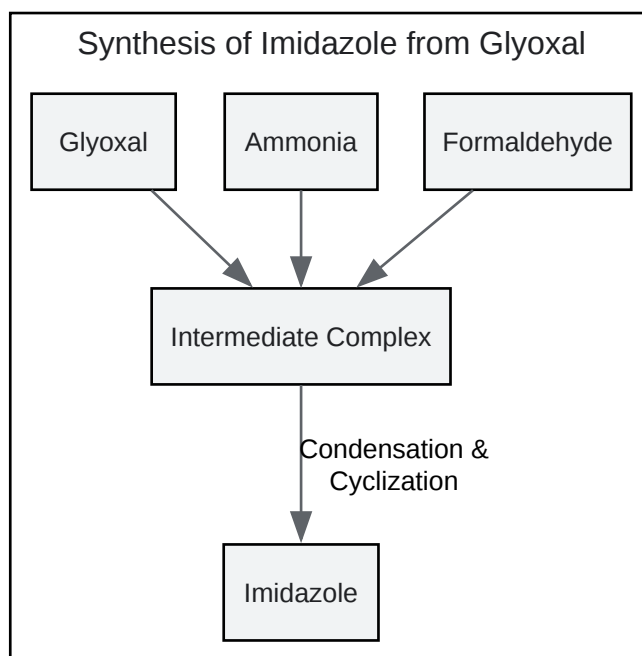 Synthesis of Imidazole from Glyoxal
Glyoxal
Ammonia
Formaldehyde
Intermediate Complex
Condensation &
Cyclization
Imidazole